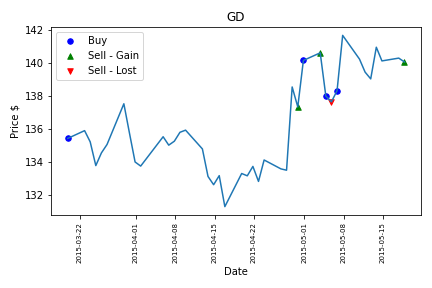 GD
Buy
Sell - Gain
Sell - Lost
142
140
138
136
134
132
Price $
2015-03-22
2015-04-01
2015-04-08
2015-04-15
2015-04-22
2015-05-01
2015-05-08
2015-05-15
Date